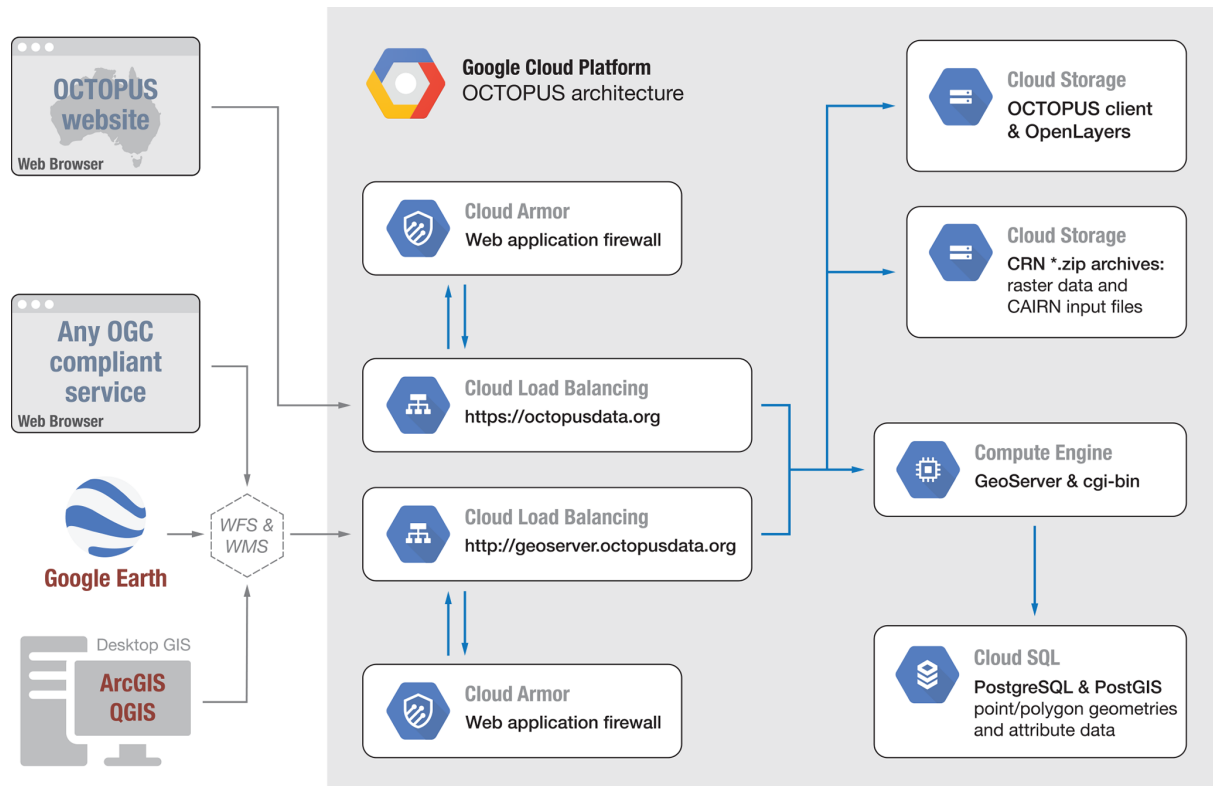 OCTOPUS
website
Web Browser
Any OGC
compliant
service
Web Browser
Google Earth
WFS &
WMS
Desktop GIS
ArcGIS
QGIS
Google Cloud Platform
OCTOPUS architecture
Cloud Armor
Web application firewall
Cloud Load Balancing
https://octopusdata.org
Cloud Load Balancing
http://geoserver.octopusdata.org
Cloud Armor
Web application firewall
Cloud Storage
OCTOPUS client
& OpenLayers
Cloud Storage
CRN *.zip archives:
raster data and
CAIRN input files
Compute Engine
GeoServer & cgi-bin
Cloud SQL
PostgreSQL & PostGIS
point/polygon geometries
and attribute data